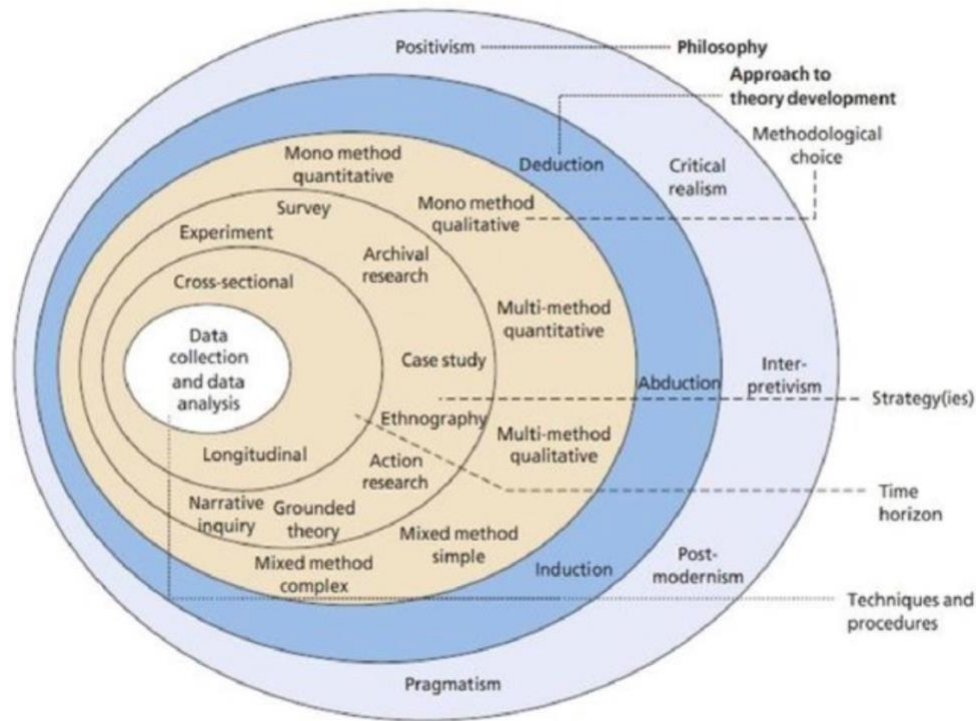 Positivism
Philosophy
Approach to
theory development
Methodological
choice
Mono method
quantitative
Deduction
Critical
realism
Mono method
qualitative
Survey
Experiment
Archival
research
Cross-sectional
Multi-method
quantitative
Data
collection
and data
analysis
Case study
Abduction
Inter-
pretivism
Strategy(ies)
Ethnography
Multi-method
qualitative
Longitudinal
Action
research
Time
horizon
Narrative
inquiry
Grounded
theory
Mixed method
simple
Mixed method
complex
Induction
Post-
modernism
Techniques and
procedures
Pragmatism